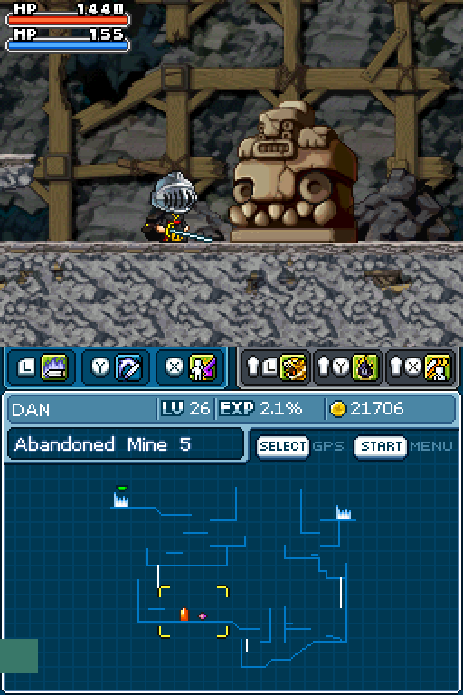 HP 1440
MP 155
L Y X L Y X
DAN LV 26 EXP 2.1% 21706
Abandoned Mine 5 SELECT GPS START MENU